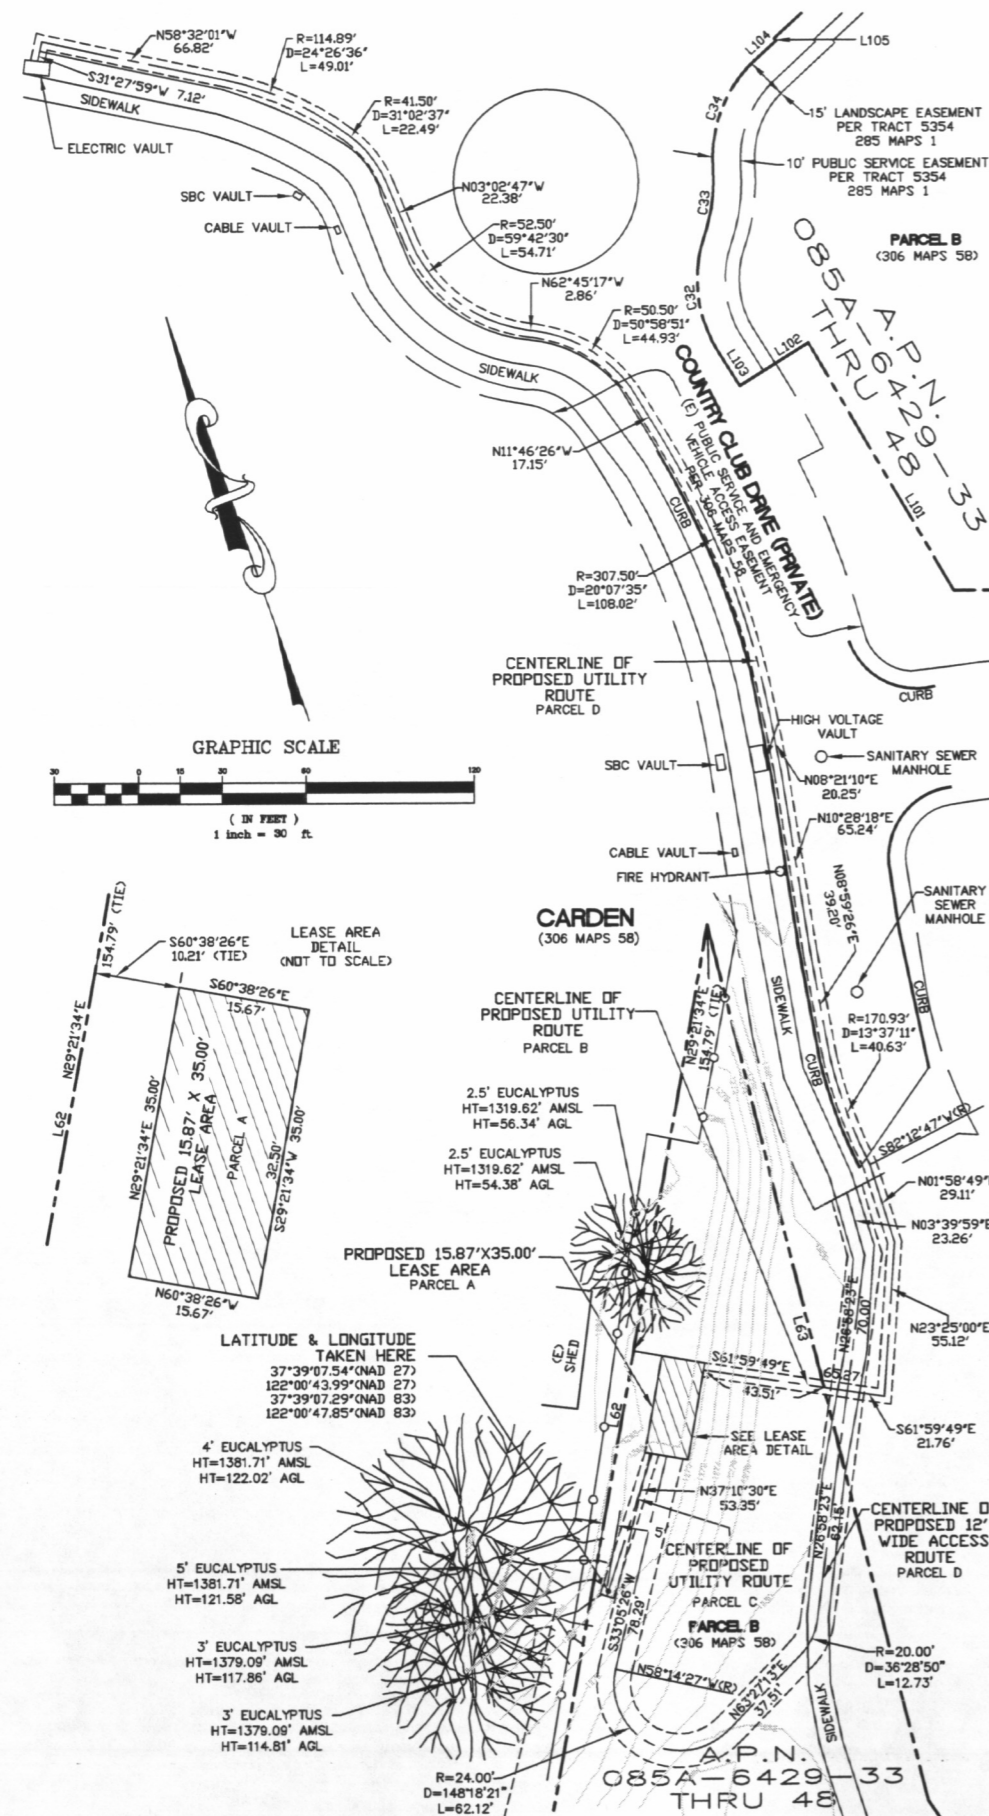 N58°32'01"W
66.82'
R=114.89'
D=24°26'36"
L=49.01'
S31°27'59"W 7.12'
SIDEWALK
ELECTRIC VAULT
R=41.50'
D=31°02'37"
L=22.49'
SBC VAULT
CABLE VAULT
N03°02'47"W
22.38'
R=52.50'
D=59°42'30"
L=54.71'
N62°45'17"W
2.86'
R=50.50'
D=50°58'51"
L=44.93'
SIDEWALK
L104
L105
C34
15' LANDSCAPE EASEMENT
PER TRACT 5354
285 MAPS 1
10' PUBLIC SERVICE EASEMENT
PER TRACT 5354
285 MAPS 1
C33
PARCEL B
(306 MAPS 58)
A.P.N.
085A-6429-33
THRU 48
C32
L103
L102
L101
COUNTRY CLUB DRIVE (PRIVATE)
(E) PUBLIC SERVICE AND EMERGENCY
VEHICLE ACCESS EASEMENT
PER 306 MAPS 58
N11°46'26"W
17.15'
CURB
R=307.50'
D=20°07'35"
L=108.02'
CENTERLINE OF
PROPOSED UTILITY
ROUTE
PARCEL D
CURB
HIGH VOLTAGE
VAULT
SBC VAULT
SANITARY SEWER
MANHOLE
N08°21'10"E
20.25'
N10°28'18"E
65.24'
GRAPHIC SCALE
30
0
15
30
60
120
( IN FEET )
1 inch = 30 ft.
CABLE VAULT
FIRE HYDRANT
N08°59'26"E
39.20'
SANITARY
SEWER
MANHOLE
CARDEN
(306 MAPS 58)
154.79' (TIE)
S60°38'26"E
10.21' (TIE)
LEASE AREA
DETAIL
(NOT TO SCALE)
S60°38'26"E
15.67'
N29°21'34"E
L62
N29°21'34"E 35.00'
PROPOSED 15.87' X 35.00'
LEASE AREA
PARCEL A
32.50'
S29°21'34"W 35.00'
N60°38'26"W
15.67'
CENTERLINE OF
PROPOSED UTILITY
ROUTE
PARCEL B
N29°21'34"E
154.79' (TIE)
SIDEWALK
CURB
CURB
R=170.93'
D=13°37'11"
L=40.63'
2.5' EUCALYPTUS
HT=1319.62' AMSL
HT=56.34' AGL
2.5' EUCALYPTUS
HT=1319.62' AMSL
HT=54.38' AGL
S82°12'47"W(R)
N01°58'49"E
29.11'
N03°39'59"E
23.26'
PROPOSED 15.87'X35.00'
LEASE AREA
PARCEL A
N26°58'23"E
70.00'
N23°25'00"E
55.12'
L63
LATITUDE & LONGITUDE
TAKEN HERE
37°39'07.54"(NAD 27)
122°00'43.99"(NAD 27)
37°39'07.29"(NAD 83)
122°00'47.85"(NAD 83)
(E)
SHED
L62
S61°59'49"E
65.27'
43.51'
S61°59'49"E
21.76'
SEE LEASE
AREA DETAIL
4' EUCALYPTUS
HT=1381.71' AMSL
HT=122.02' AGL
N37°10'30"E
53.35'
5'
N26°58'23"E
62.15'
CENTERLINE O
PROPOSED 12'
WIDE ACCESS
ROUTE
PARCEL D
5' EUCALYPTUS
HT=1381.71' AMSL
HT=121.58' AGL
CENTERLINE OF
PROPOSED
UTILITY ROUTE
PARCEL C
PARCEL B
(306 MAPS 58)
S33°05'26"W
78.29'
3' EUCALYPTUS
HT=1379.09' AMSL
HT=117.86' AGL
N58°14'27"W(R)
N63°27'13"E
37.51'
R=20.00'
D=36°28'50"
L=12.73'
SIDEWALK
3' EUCALYPTUS
HT=1379.09' AMSL
HT=114.81' AGL
R=24.00'
D=148°18'21"
L=62.12'
A.P.N.
085A-6429-33
THRU 48